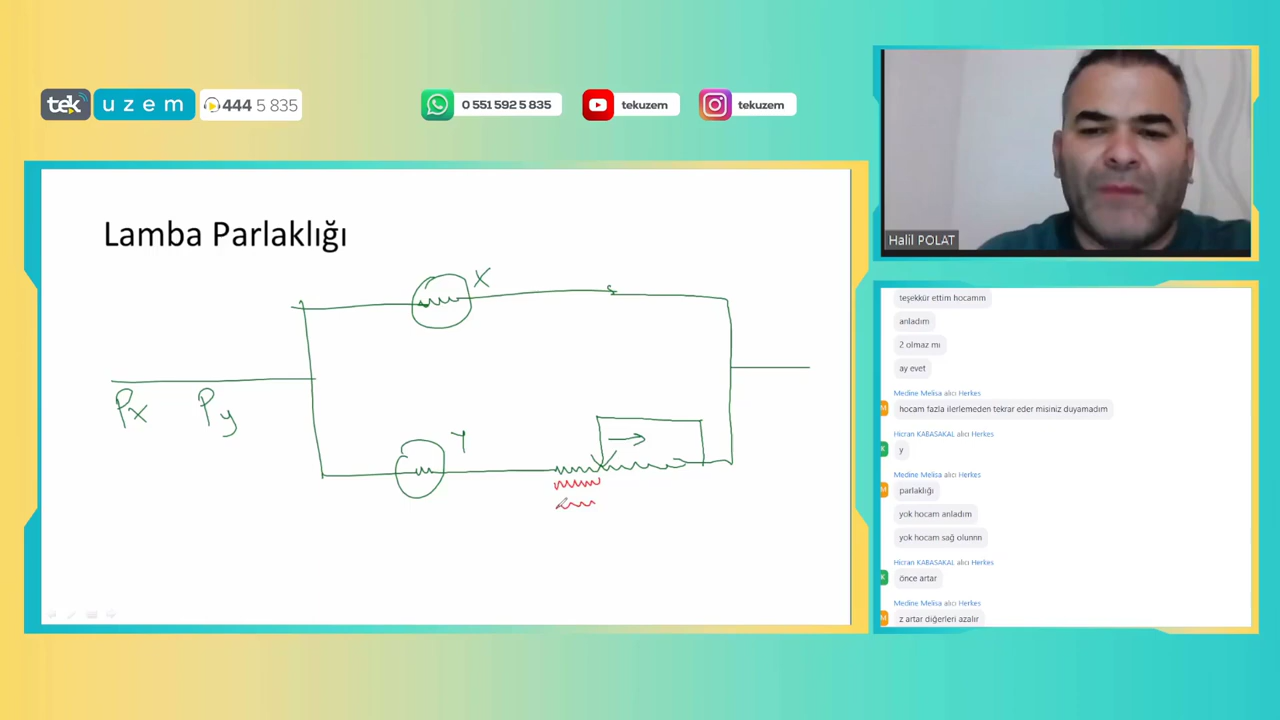 tek uzem 444 5 835
0 551 592 5 835
tekuzem
tekuzem
Lamba Parlaklığı
X
Px Py
Y
Halil POLAT
teşekkür ettim hocamm
anladım
2 olmaz mı
ay evet
Medine Melisa alıcı Herkes
M hocam fazla ilerlemeden tekrar eder misiniz duyamadım
Hicran KABASAKAL alıcı Herkes
K y
Medine Melisa alıcı Herkes
M parlaklığı
yok hocam anladım
yok hocam sağ olunnn
Hicran KABASAKAL alıcı Herkes
K önce artar
Medine Melisa alıcı Herkes
M z artar diğerleri azalır